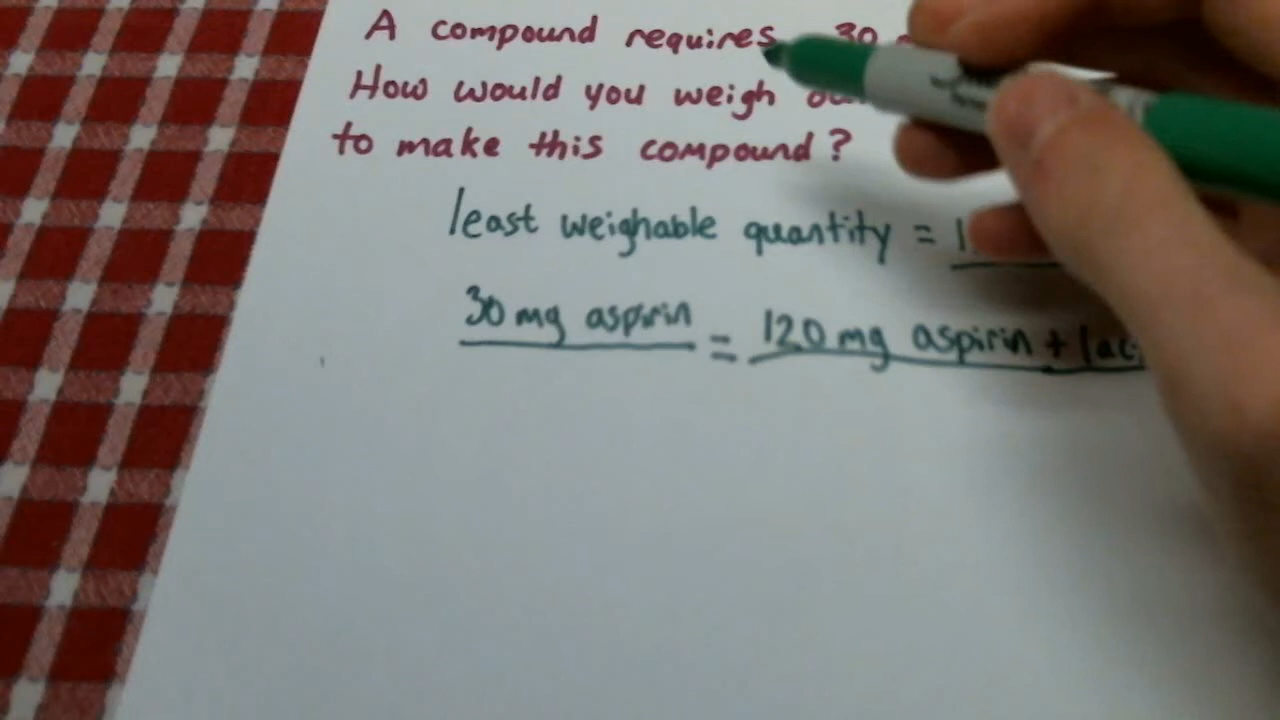 A compound requires 30
How would you weigh
to make this compound?
least weighable quantity =
30 mg aspirin = 120 mg aspirin +